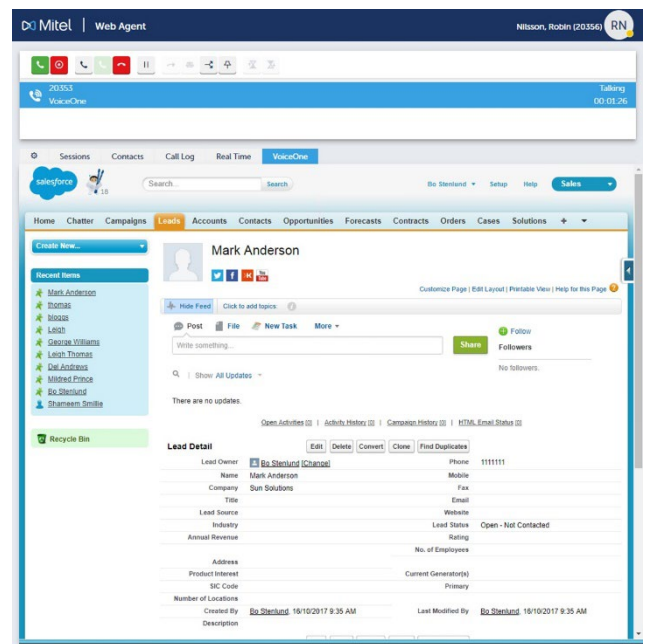 Mitel | Web Agent
Nilsson, Robin (20356) RN
20353 Talking
VoiceOne 00:01:26
Sessions Contacts Call Log Real Time VoiceOne
salesforce 18 Search... Search Bo Stenlund Setup Help Sales
Home Chatter Campaigns Leads Accounts Contacts Opportunities Forecasts Contracts Orders Cases Solutions +
Create New...
Recent Items
Mark Anderson
thomas
bloggs
Leigh
George Williams
Leigh Thomas
Del Andrews
Mildred Prince
Bo Stenlund
Shameem Smillie
Recycle Bin
Mark Anderson
Customize Page | Edit Layout | Printable View | Help for this Page
Hide Feed Click to add topics:
Post File New Task More
Write something... Share
Follow
Followers
No followers.
Show All Updates
There are no updates.
Open Activities [0] | Activity History [0] | Campaign History [0] | HTML Email Status [0]
Lead Detail Edit Delete Convert Clone Find Duplicates
Lead Owner Bo Stenlund [Change] Phone 1111111
Name Mark Anderson Mobile
Company Sun Solutions Fax
Title Email
Lead Source Website
Industry Lead Status Open - Not Contacted
Annual Revenue Rating
No. of Employees
Address
Product Interest Current Generator(s)
SIC Code Primary
Number of Locations
Created By Bo Stenlund, 16/10/2017 9:35 AM Last Modified By Bo Stenlund, 16/10/2017 9:35 AM
Description